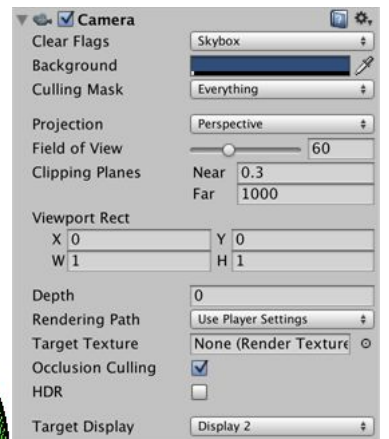 Camera
Clear Flags Skybox
Background
Culling Mask Everything
Projection Perspective
Field of View 60
Clipping Planes Near 0.3
Far 1000
Viewport Rect
X 0 Y 0
W 1 H 1
Depth 0
Rendering Path Use Player Settings
Target Texture None (Render Texture
Occlusion Culling
HDR
Target Display Display 2